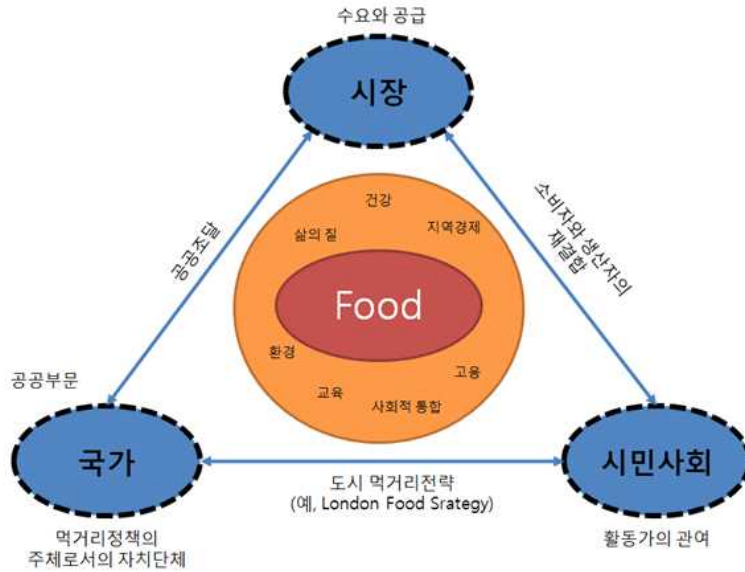 수요와 공급
시장
건강
삶의 질
지역경제
공공조달
소비자와 생산자의
재결합
Food
환경
고용
교육
사회적 통합
공공부문
국가
시민사회
도시 먹거리전략
(예, London Food Srategy)
먹거리정책의
주체로서의 자치단체
활동가의 관여